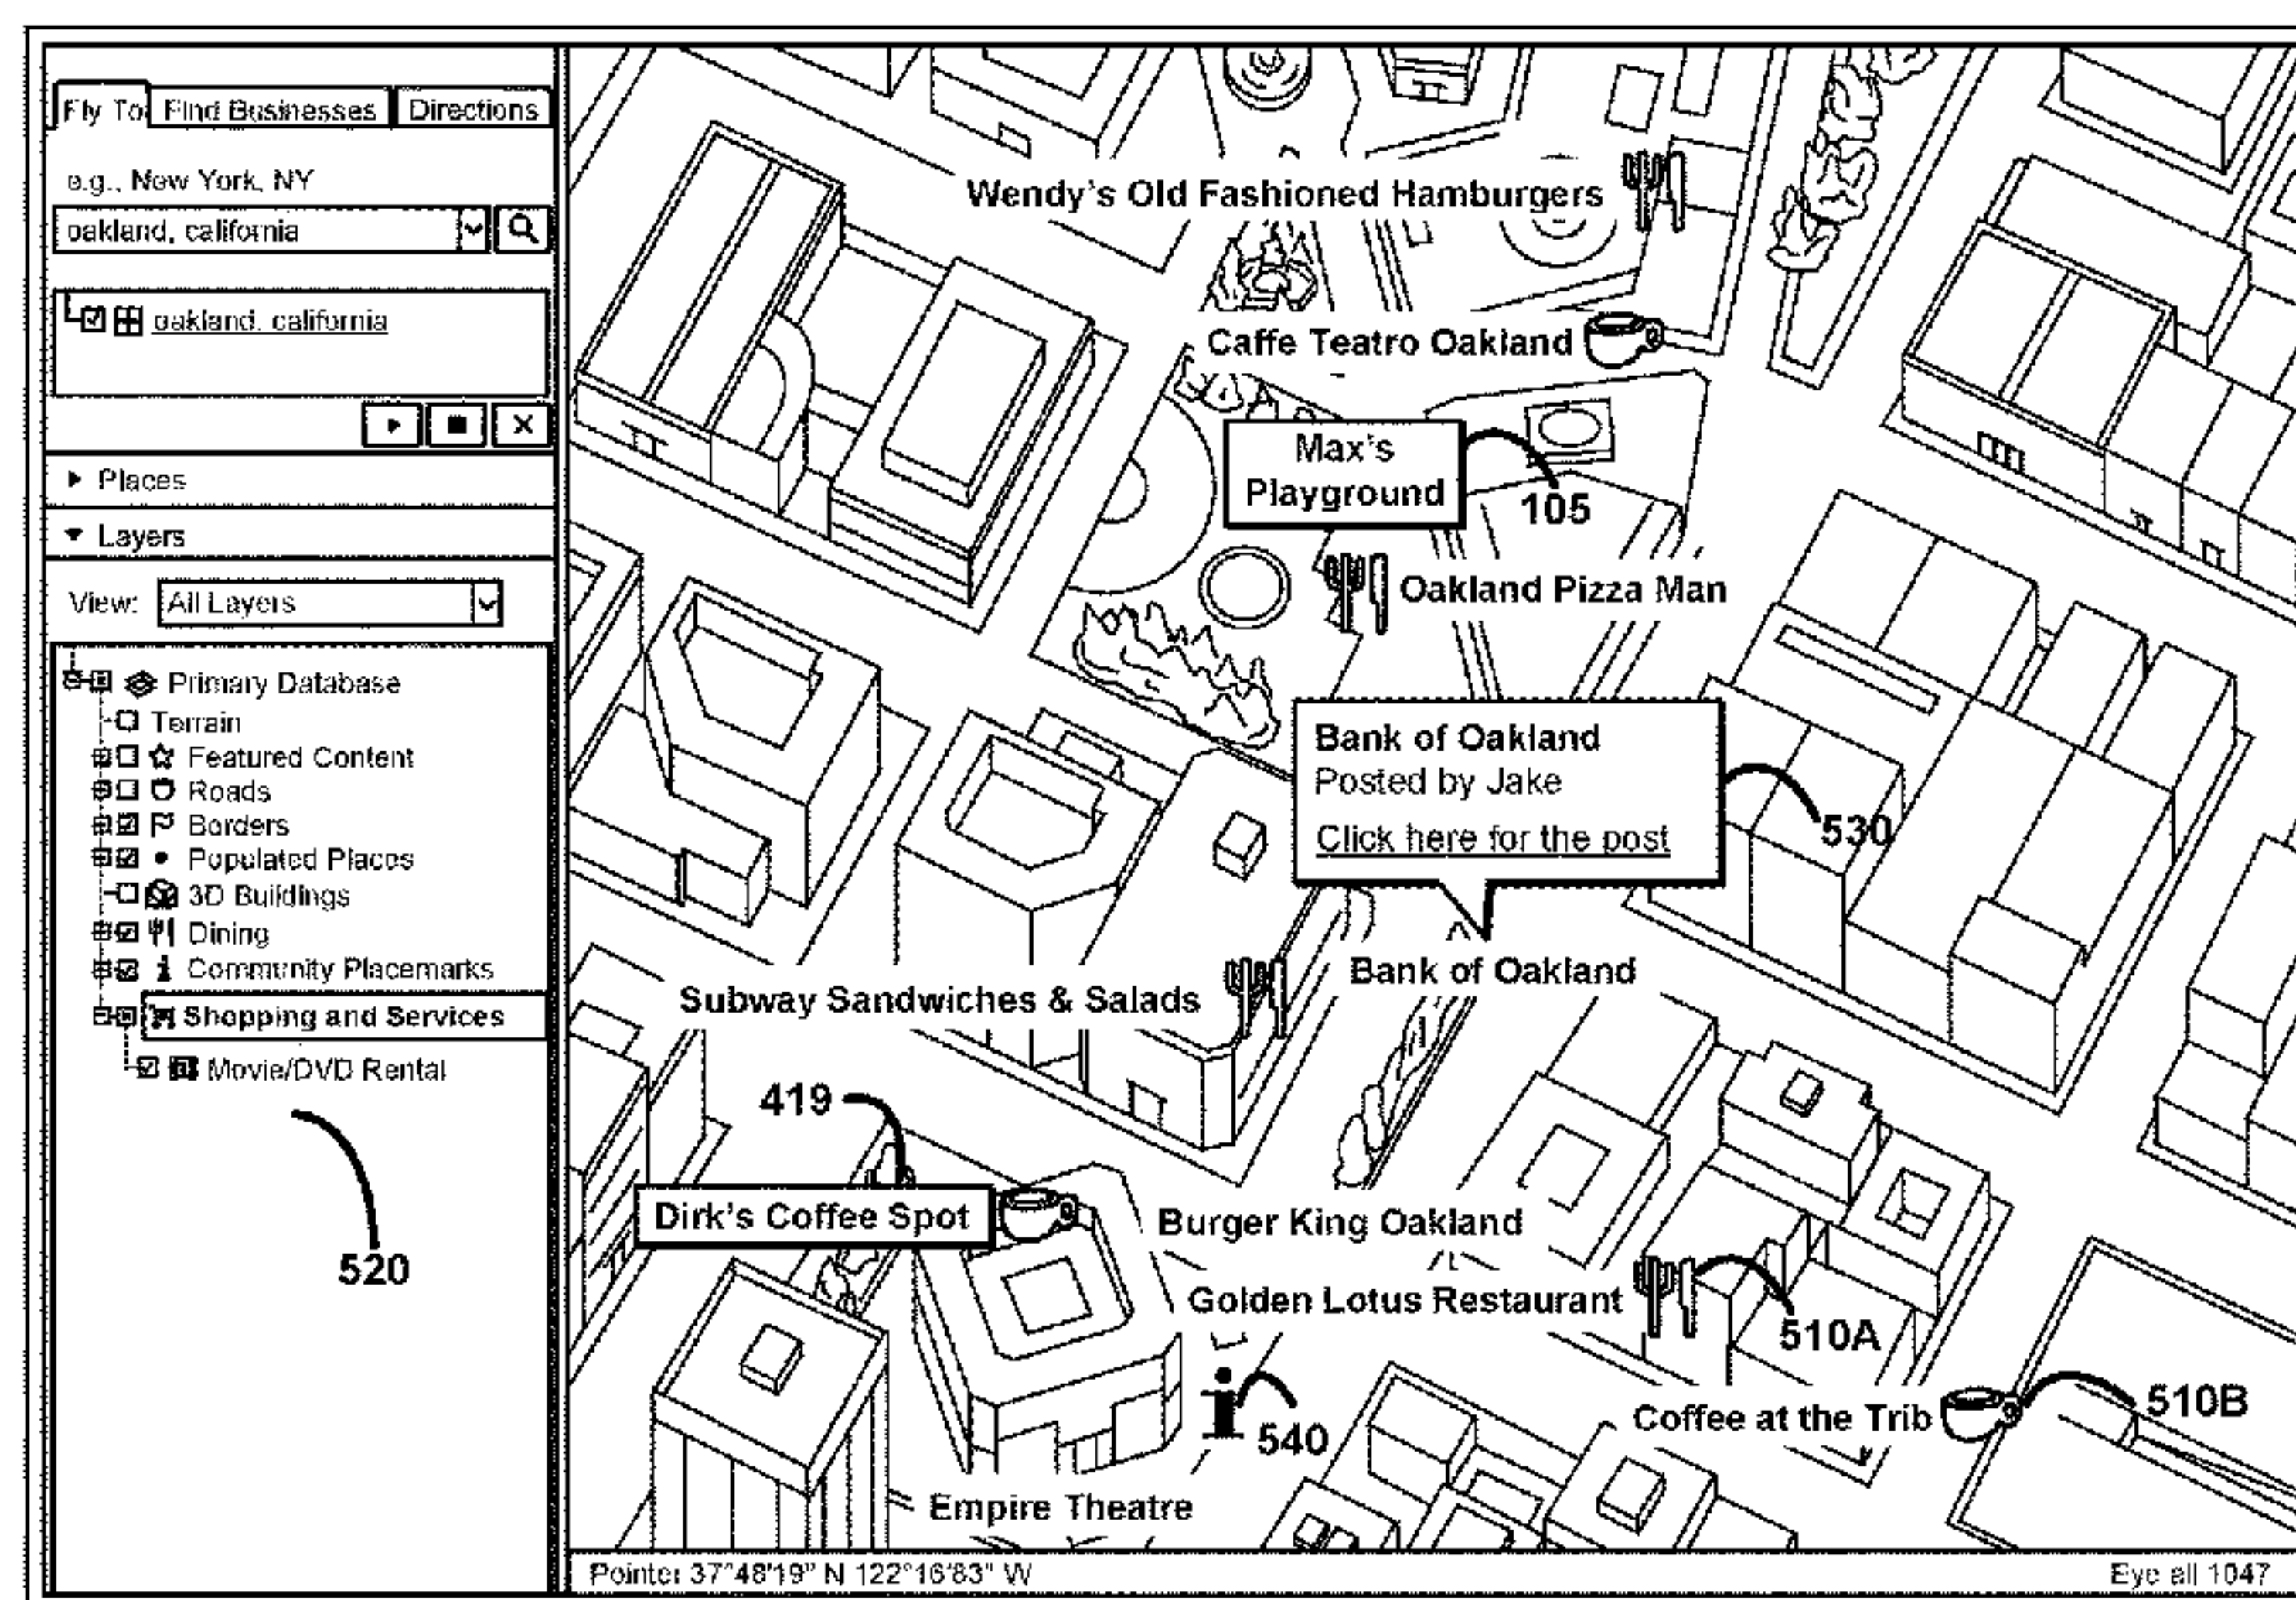 Fly To Find Businesses Directions
e.g., New York, NY
oakland, california
oakland, california
Places
Layers
View: All Layers
Primary Database
Terrain
Featured Content
Roads
Borders
Populated Places
3D Buildings
Dining
Community Placemarks
Shopping and Services
Movie/DVD Rental
520
Wendy's Old Fashioned Hamburgers
Caffe Teatro Oakland
Max's
Playground
105
Oakland Pizza Man
Bank of Oakland
Posted by Jake
Click here for the post
530
Bank of Oakland
Subway Sandwiches & Salads
419
Dirk's Coffee Spot
Burger King Oakland
Golden Lotus Restaurant
510A
540
Coffee at the Trib
510B
Empire Theatre
Pointer 37°48'19" N 122°16'83" W
Eye all 1047